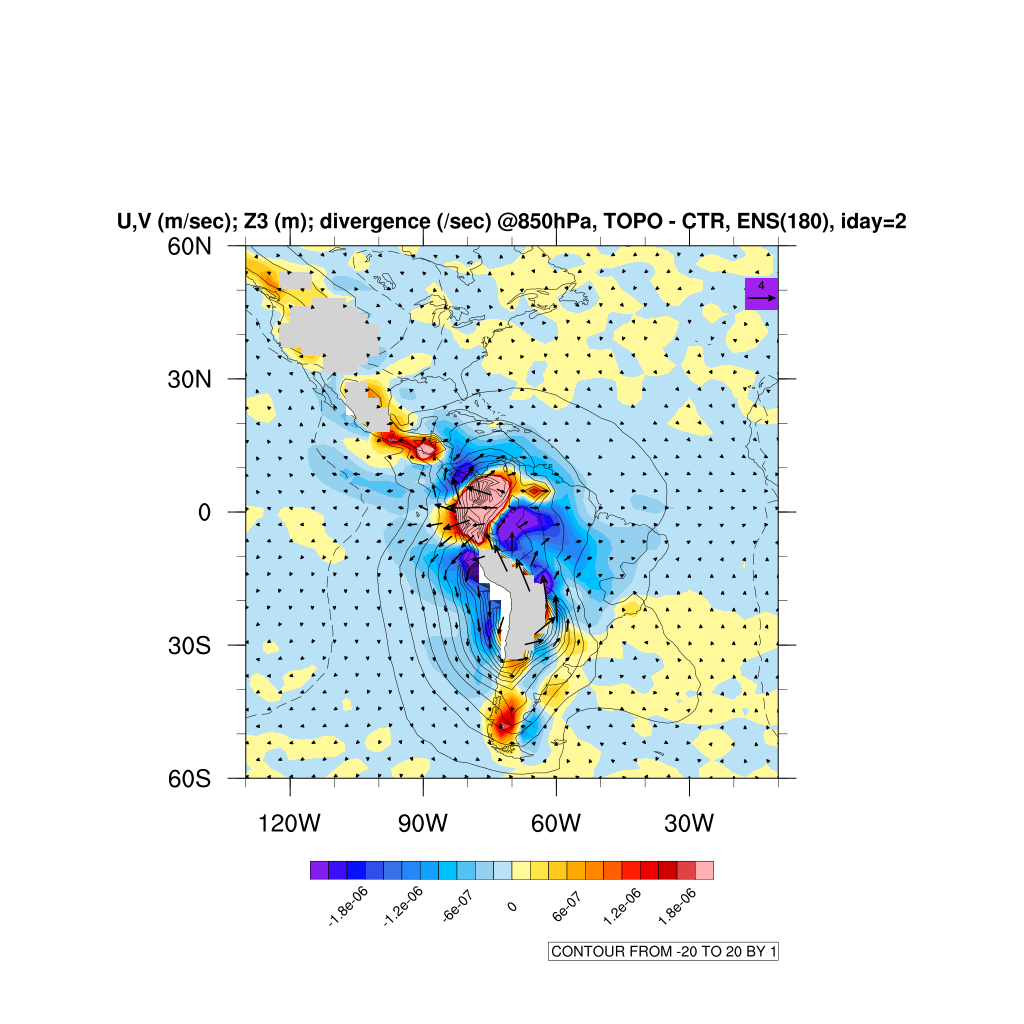 U,V (m/sec); Z3 (m); divergence (/sec) @850hPa, TOPO - CTR, ENS(180), iday=2
60N
4
30N
0
30S
60S
120W 90W 60W 30W
-1.8e-06 -1.2e-06 -6e-07 0 6e-07 1.2e-06 1.8e-06
CONTOUR FROM -20 TO 20 BY 1